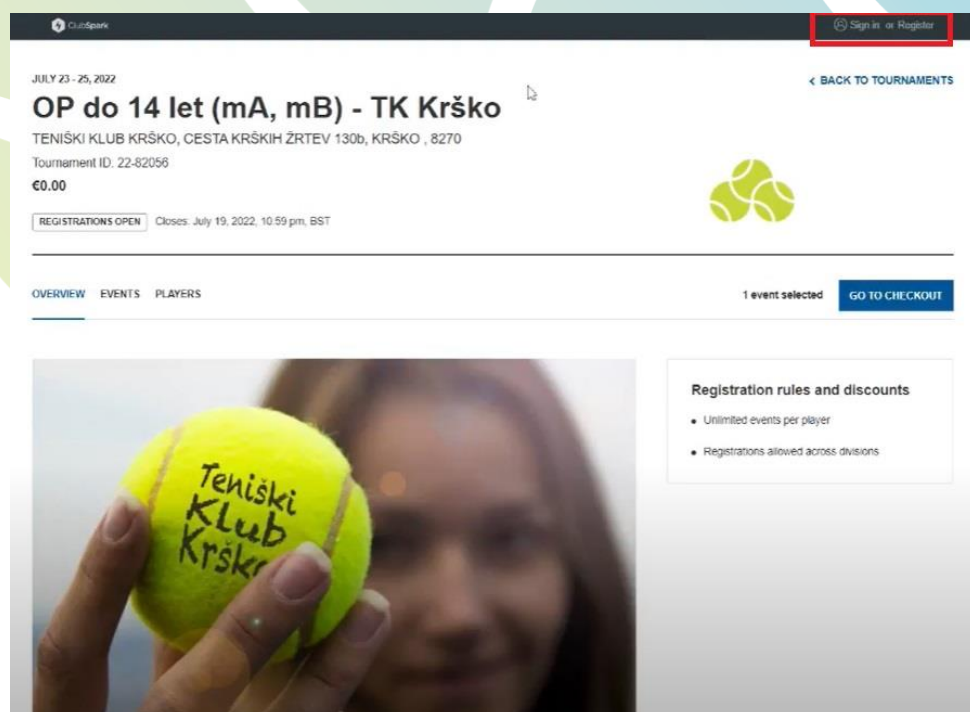 ClubSpark
Sign in or Register
JULY 23 - 25, 2022
< BACK TO TOURNAMENTS
OP do 14 let (mA, mB) - TK Krško
TENIŠKI KLUB KRŠKO, CESTA KRŠKIH ŽRTEV 130b, KRŠKO , 8270
Tournament ID: 22-82056
€0.00
REGISTRATIONS OPEN Closes: July 19, 2022, 10:59 pm, BST
OVERVIEW EVENTS PLAYERS
1 event selected GO TO CHECKOUT
Registration rules and discounts
• Unlimited events per player
• Registrations allowed across divisions
Teniški
Klub
Krško